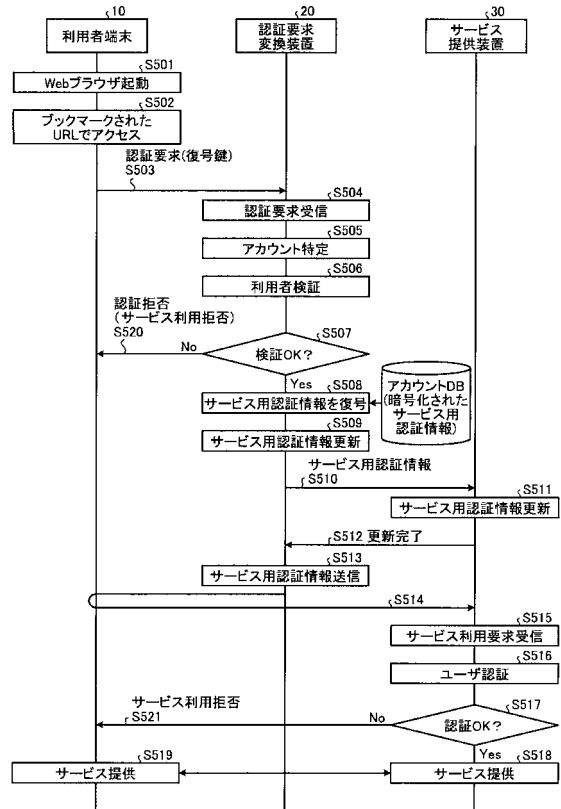 10
利用者端末
20
認証要求
変換装置
30
サービス
提供装置
S501
Webブラウザ起動
S502
ブックマークされた
URLでアクセス
認証要求(復号鍵)
S503
S504
認証要求受信
S505
アカウント特定
S506
利用者検証
認証拒否
(サービス利用拒否)
S520
No
S507
検証OK?
Yes
S508
サービス用認証情報を復号
アカウントDB
(暗号化された
サービス用
認証情報)
S509
サービス用認証情報更新
サービス用認証情報
S510
S511
サービス用認証情報更新
S512 更新完了
S513
サービス用認証情報送信
S514
S515
サービス利用要求受信
S516
ユーザ認証
サービス利用拒否
S521
No
S517
認証OK?
Yes
S519
サービス提供
S518
サービス提供